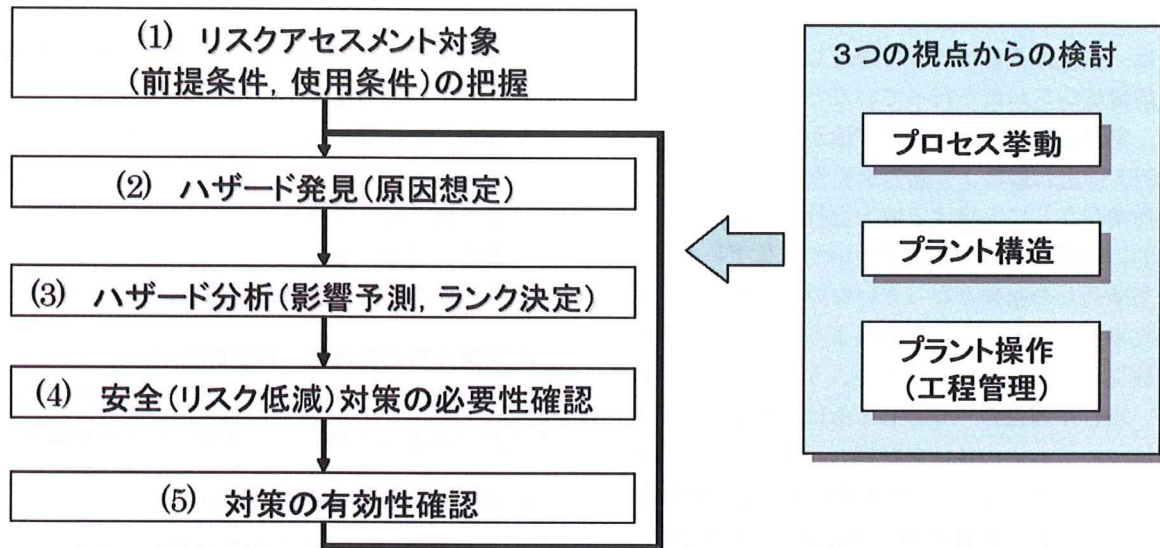 (1) リスクアセスメント対象
(前提条件, 使用条件)の把握
(2) ハザード発見(原因想定)
(3) ハザード分析(影響予測, ランク決定)
(4) 安全(リスク低減)対策の必要性確認
(5) 対策の有効性確認
3つの視点からの検討
プロセス挙動
プラント構造
プラント操作
(工程管理)